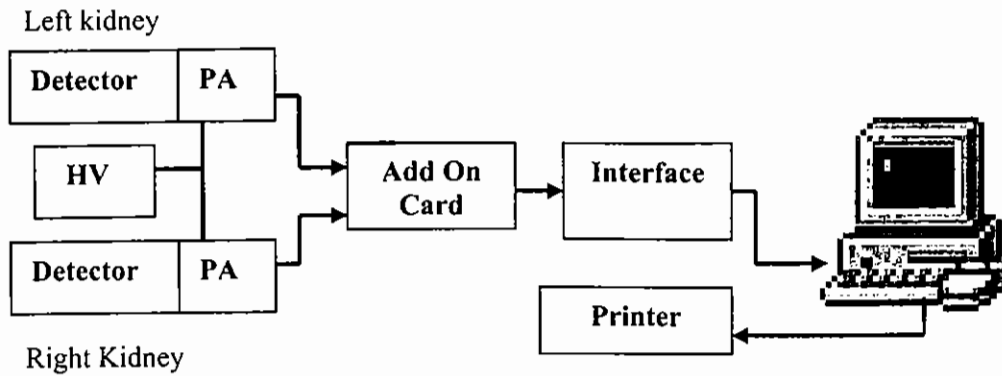 Left kidney
Detector PA
HV
Add On
Card
Interface
Detector PA
Printer
Right Kidney